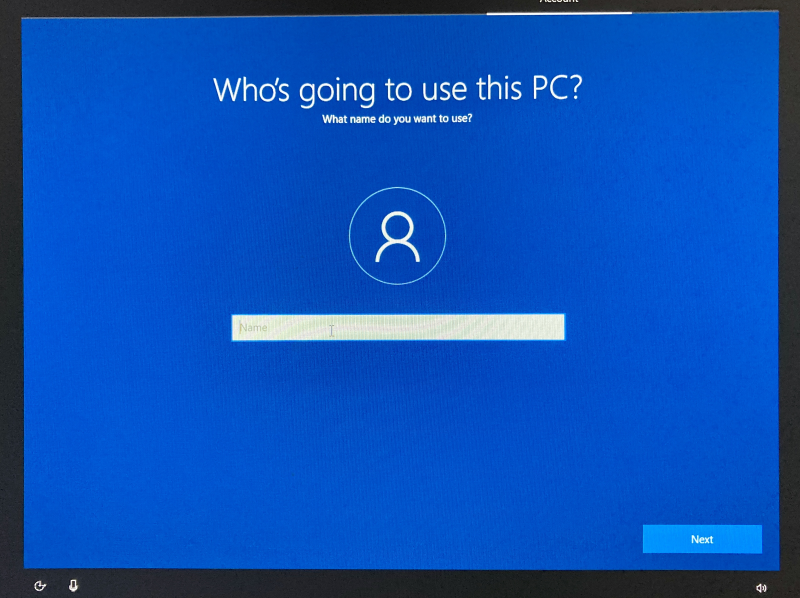 Account
Who's going to use this PC?
What name do you want to use?
Name
Next